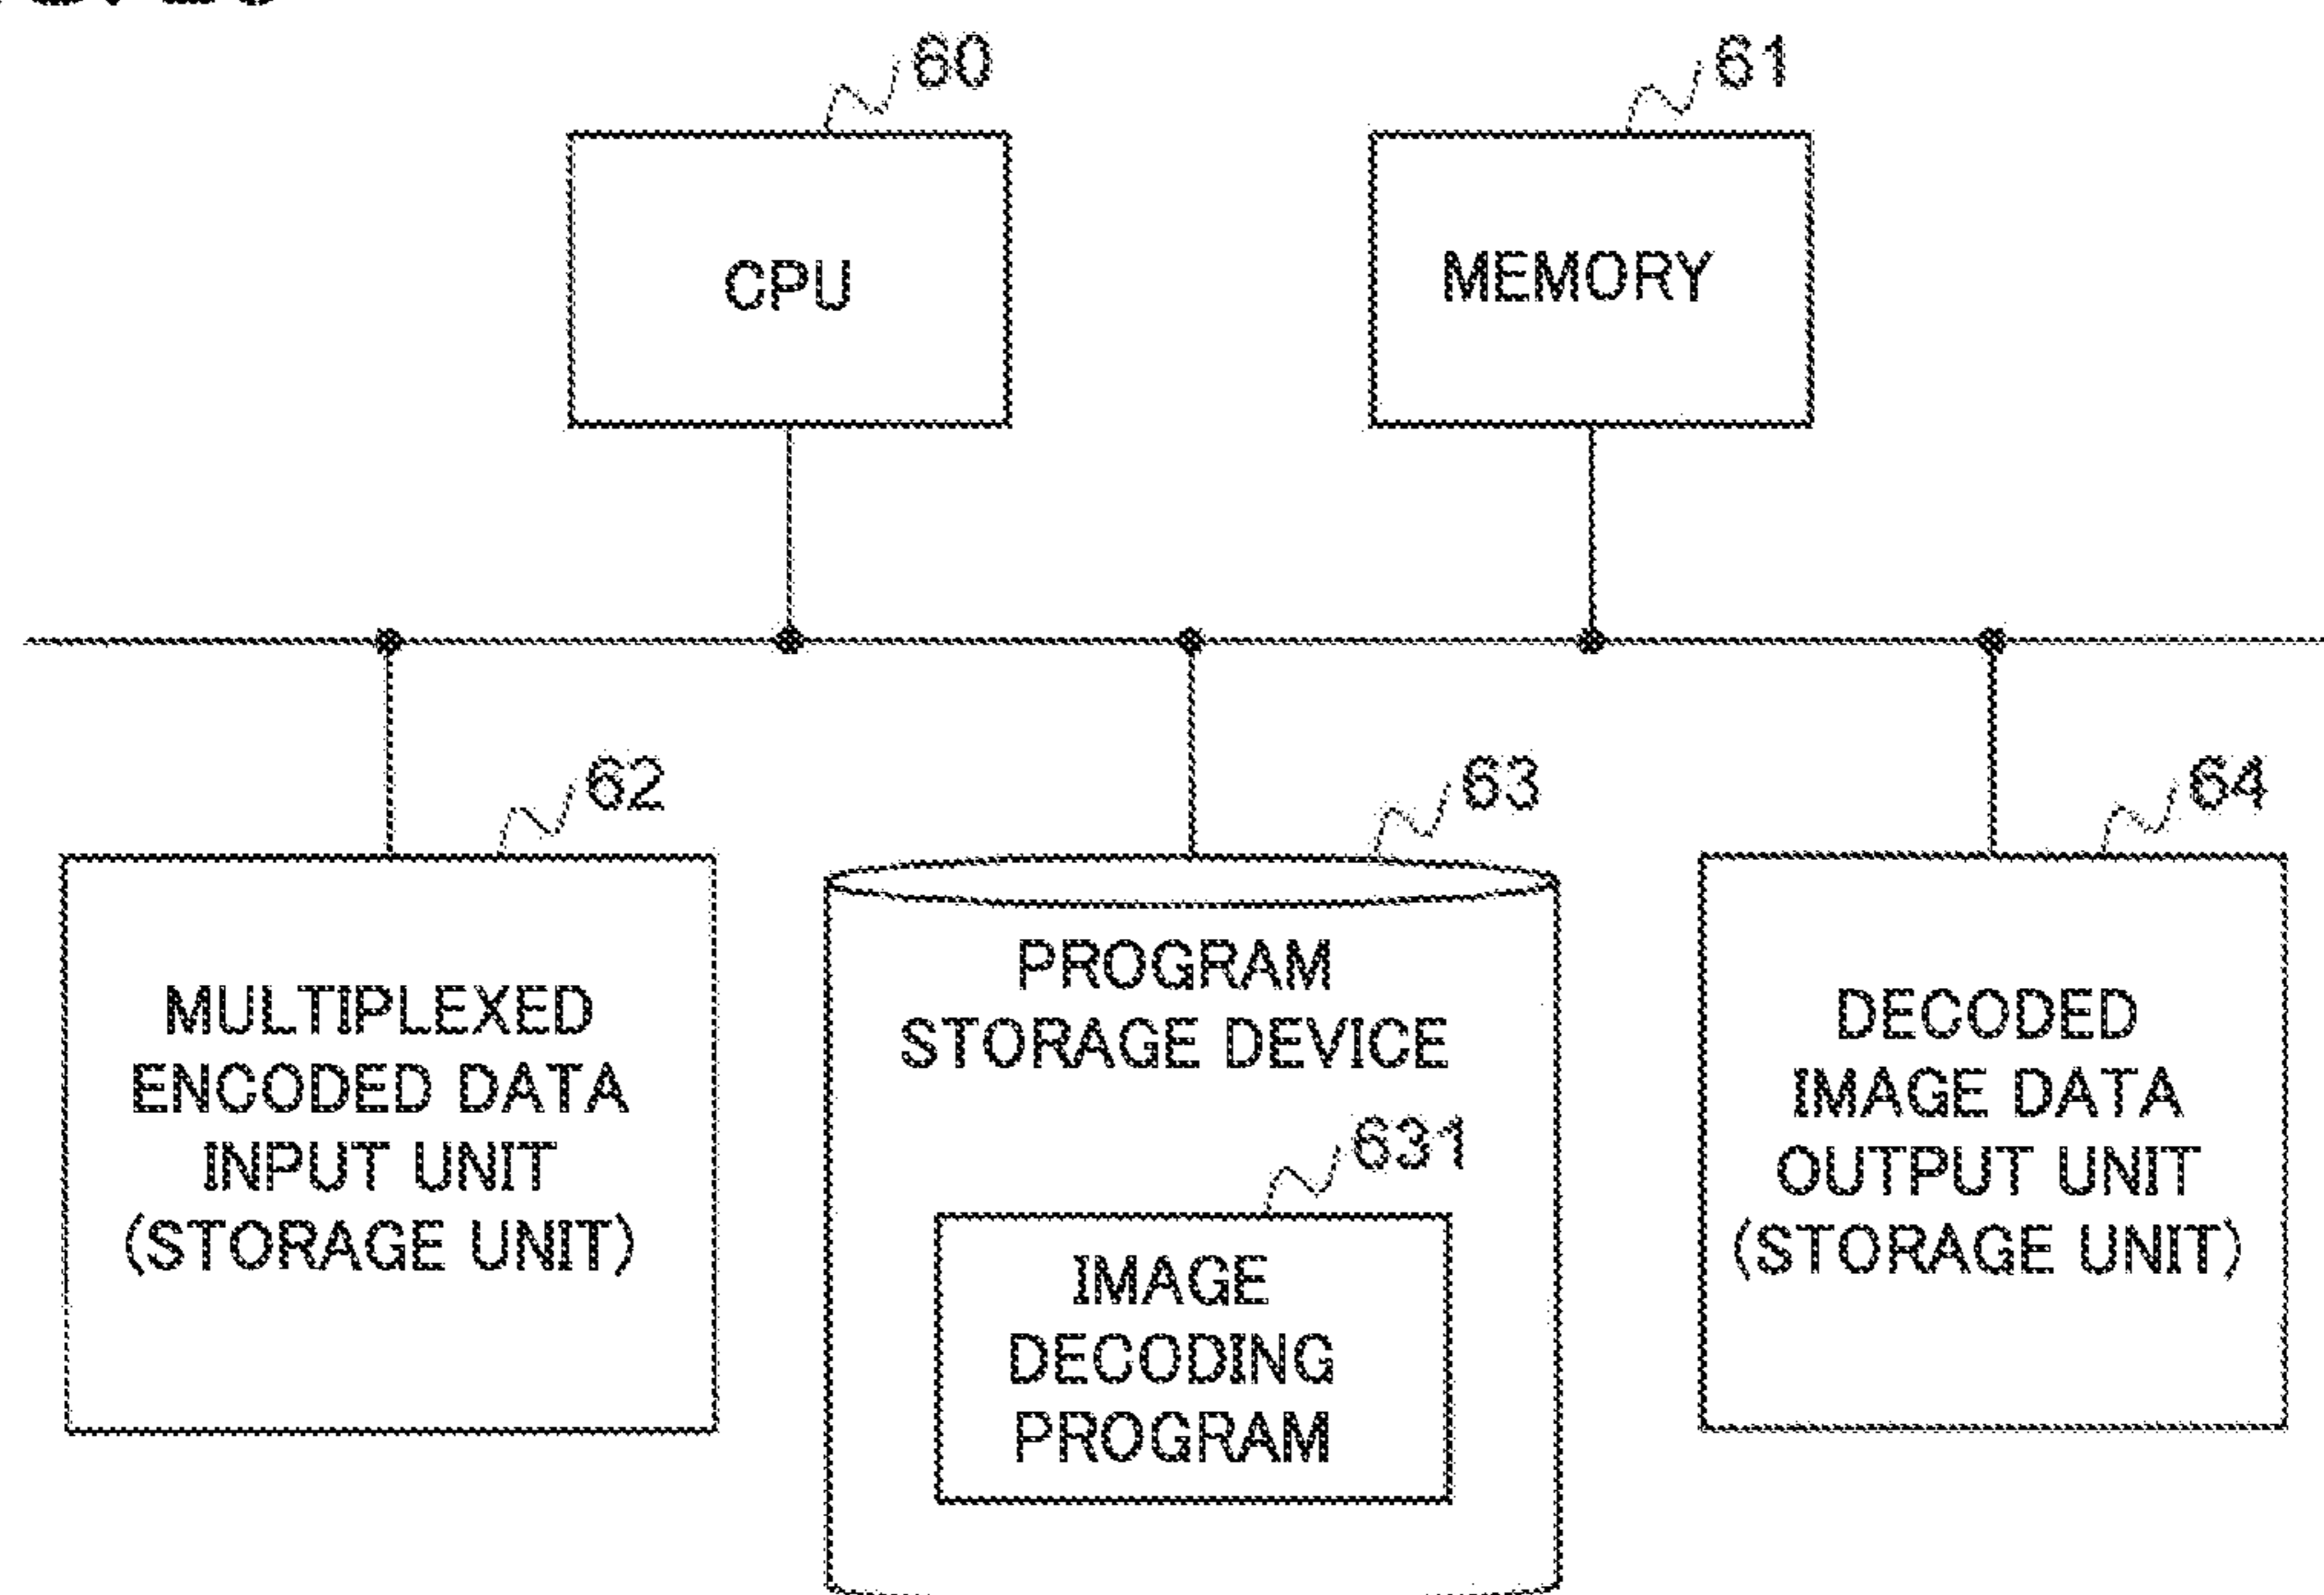 60
61
CPU
MEMORY
62
63
64
MULTIPLEXED
ENCODED DATA
INPUT UNIT
(STORAGE UNIT)
PROGRAM
STORAGE DEVICE
631
IMAGE
DECODING
PROGRAM
DECODED
IMAGE DATA
OUTPUT UNIT
(STORAGE UNIT)